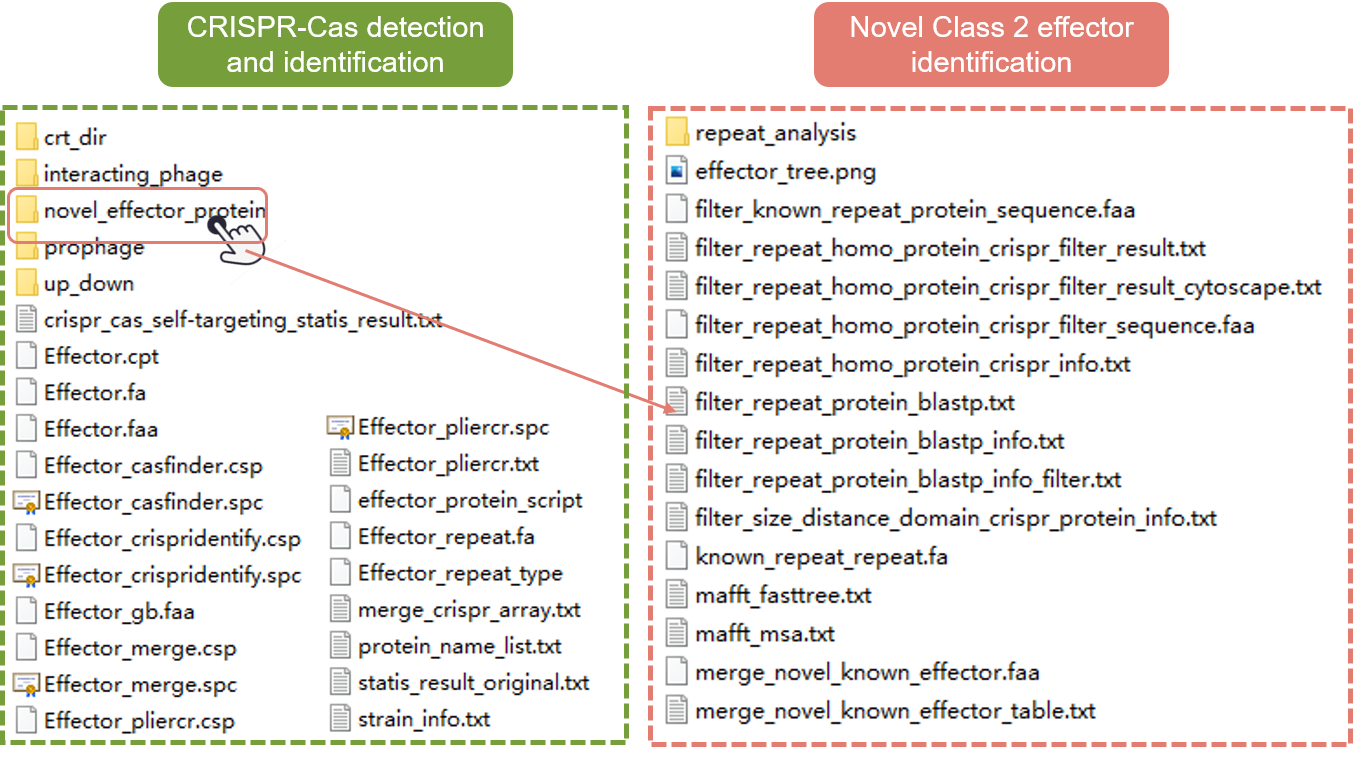 CRISPR-Cas detection
and identification
Novel Class 2 effector
identification
crt_dir
interacting_phage
novel_effector_protein
prophage
up_down
crispr_cas_self-targeting_statis_result.txt
Effector.cpt
Effector.fa
Effector.faa
Effector_casfinder.csp
Effector_casfinder.spc
Effector_crispridentify.csp
Effector_crispridentify.spc
Effector_gb.faa
Effector_merge.csp
Effector_merge.spc
Effector_pliercr.csp
Effector_pliercr.spc
Effector_pliercr.txt
effector_protein_script
Effector_repeat.fa
Effector_repeat_type
merge_crispr_array.txt
protein_name_list.txt
statis_result_original.txt
strain_info.txt
repeat_analysis
effector_tree.png
filter_known_repeat_protein_sequence.faa
filter_repeat_homo_protein_crispr_filter_result.txt
filter_repeat_homo_protein_crispr_filter_result_cytoscape.txt
filter_repeat_homo_protein_crispr_filter_sequence.faa
filter_repeat_homo_protein_crispr_info.txt
filter_repeat_protein_blastp.txt
filter_repeat_protein_blastp_info.txt
filter_repeat_protein_blastp_info_filter.txt
filter_size_distance_domain_crispr_protein_info.txt
known_repeat_repeat.fa
mafft_fasttree.txt
mafft_msa.txt
merge_novel_known_effector.faa
merge_novel_known_effector_table.txt